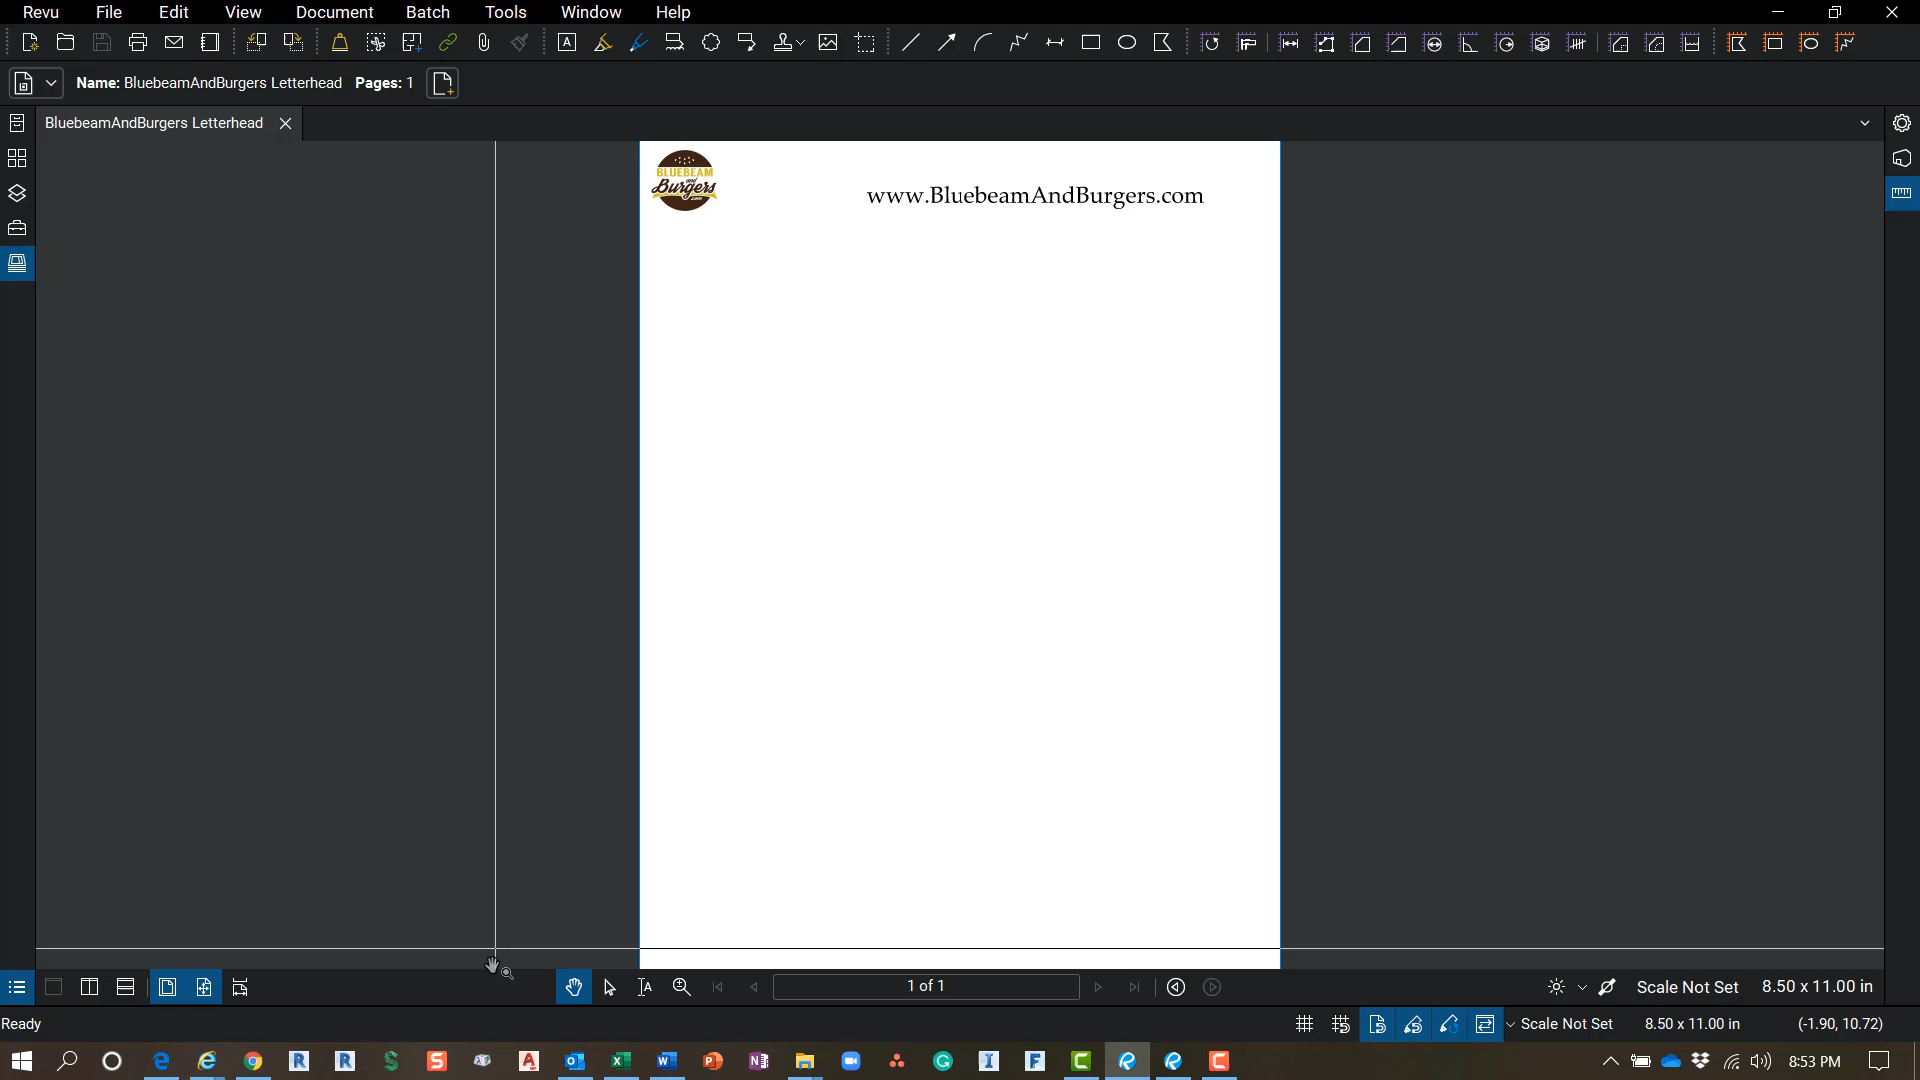 Revu File Edit View Document Batch Tools Window Help
Name: BluebeamAndBurgers Letterhead Pages: 1
BluebeamAndBurgers Letterhead
BLUEBEAM
and
Burgers
.com
www.BluebeamAndBurgers.com
1 of 1
Scale Not Set 8.50 x 11.00 in
Ready
Scale Not Set 8.50 x 11.00 in (-1.90, 10.72)
8:53 PM